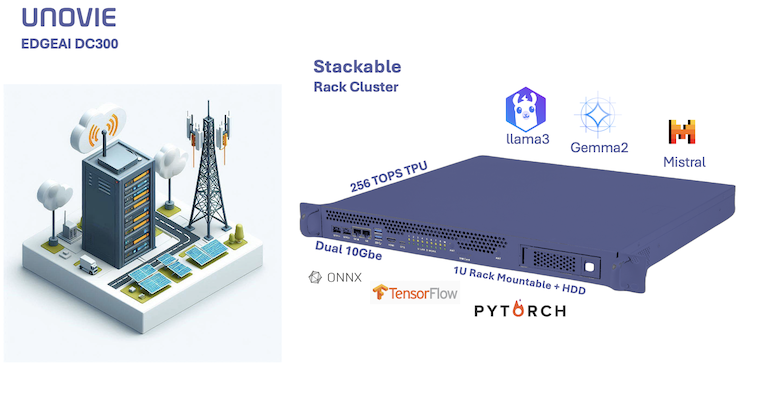 UNOVIE
EDGEAI DC300
Stackable
Rack Cluster
llama3
Gemma2
Mistral
256 TOPS TPU
Dual 10Gbe
1U Rack Mountable + HDD
ONNX
TensorFlow
PYTORCH